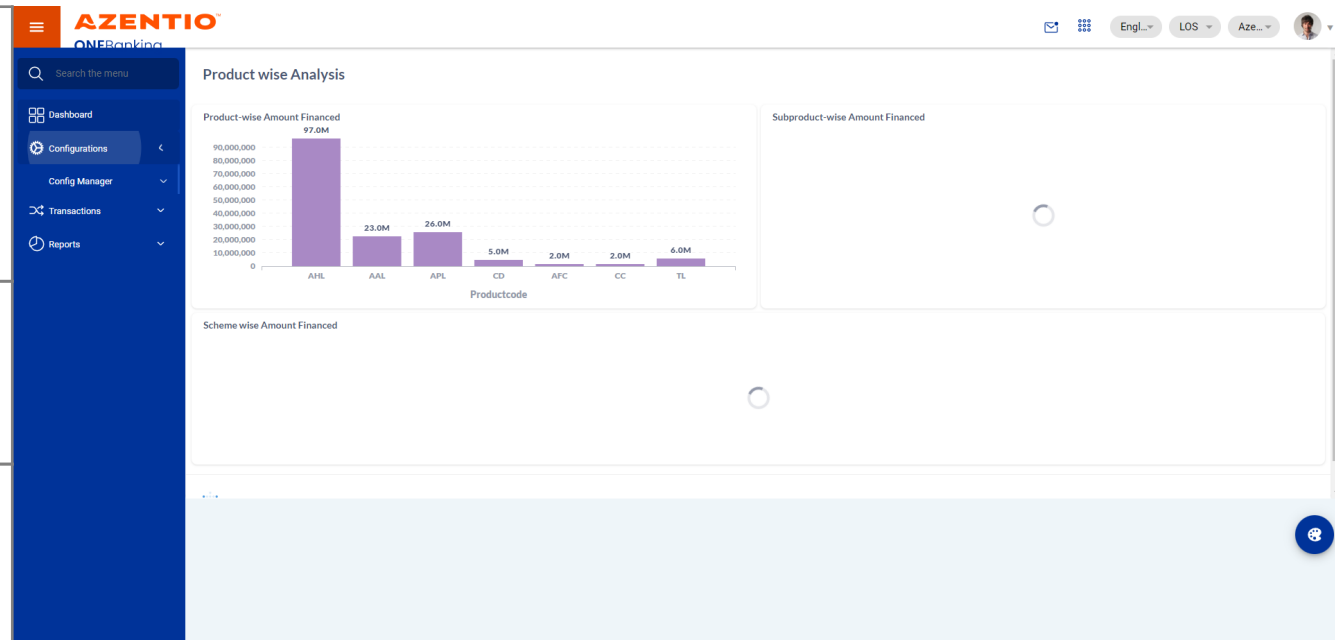 AZENTIO
ONEBanking
Engl...
LOS
Aze...
Search the menu
Dashboard
Configurations
Config Manager
Transactions
Reports
Product wise Analysis
Product-wise Amount Financed
97.0M
90,000,000
80,000,000
70,000,000
60,000,000
50,000,000
40,000,000
30,000,000
20,000,000
10,000,000
0
23.0M
26.0M
5.0M
2.0M
2.0M
6.0M
AHL AAL APL CD AFC CC TL
Productcode
Subproduct-wise Amount Financed
Scheme wise Amount Financed